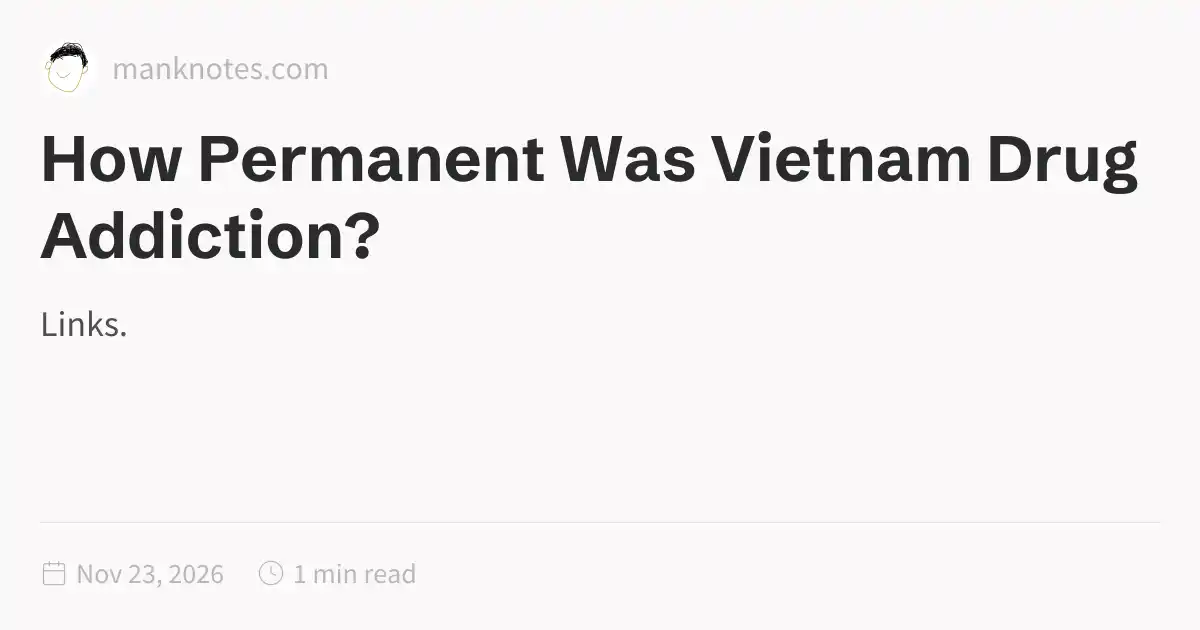 manknotes.com
How Permanent Was Vietnam Drug
Addiction?
Links.
Nov 23, 2026 1 min read